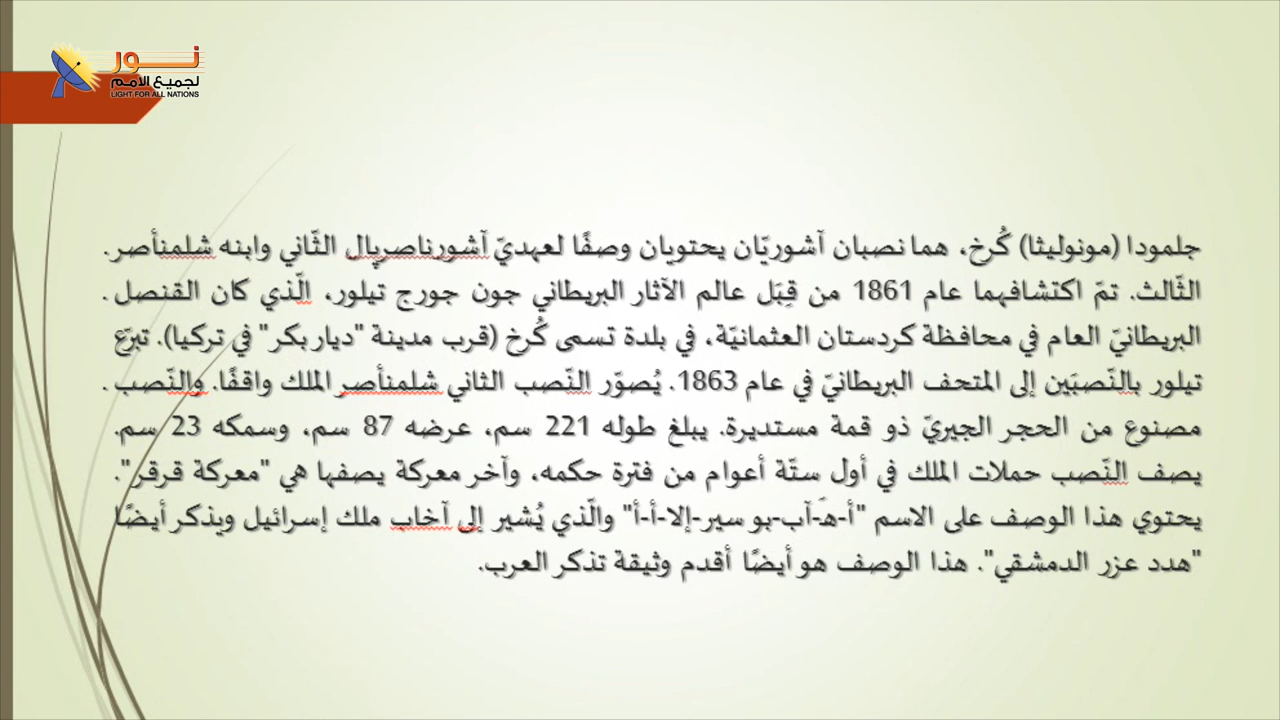 نور
لجميع الأمم
LIGHT FOR ALL NATIONS
جلمودا (مونوليثا) كُرخ، هما نصبان آشوريّان يحتويان وصفًا لعهديّ آشورناصرپال الثّاني وابنه شلمنأصر.
الثّالث. تمّ اكتشافهما عام 1861 من قِبَل عالم الآثار البريطاني جون جورج تيلور، الّذي كان القنصل.
البريطانيّ العام في محافظة كردستان العثمانيّة، في بلدة تسمى كُرخ (قرب مدينة "ديار بكر" في تركيا). تبرّع
تيلور بالنّصبَين إلى المتحف البريطانيّ في عام 1863. يُصوّر النّصب الثاني شلمنأصر الملك واقفًا. والنّصب.
مصنوع من الحجر الجيريّ ذو قمة مستديرة. يبلغ طوله 221 سم، عرضه 87 سم، وسمكه 23 سم.
يصف النّصب حملات الملك في أول ستّة أعوام من فترة حكمه، وآخر معركة يصفها هي "معركة قرقر".
يحتوي هذا الوصف على الاسم "أ-هَـ-آب-بو سير-إلا-أ-أ" والّذي يُشير إلى آخاب ملك إسرائيل ويذكر أيضًا
"هدد عزر الدمشقي". هذا الوصف هو أيضًا أقدم وثيقة تذكر العرب.